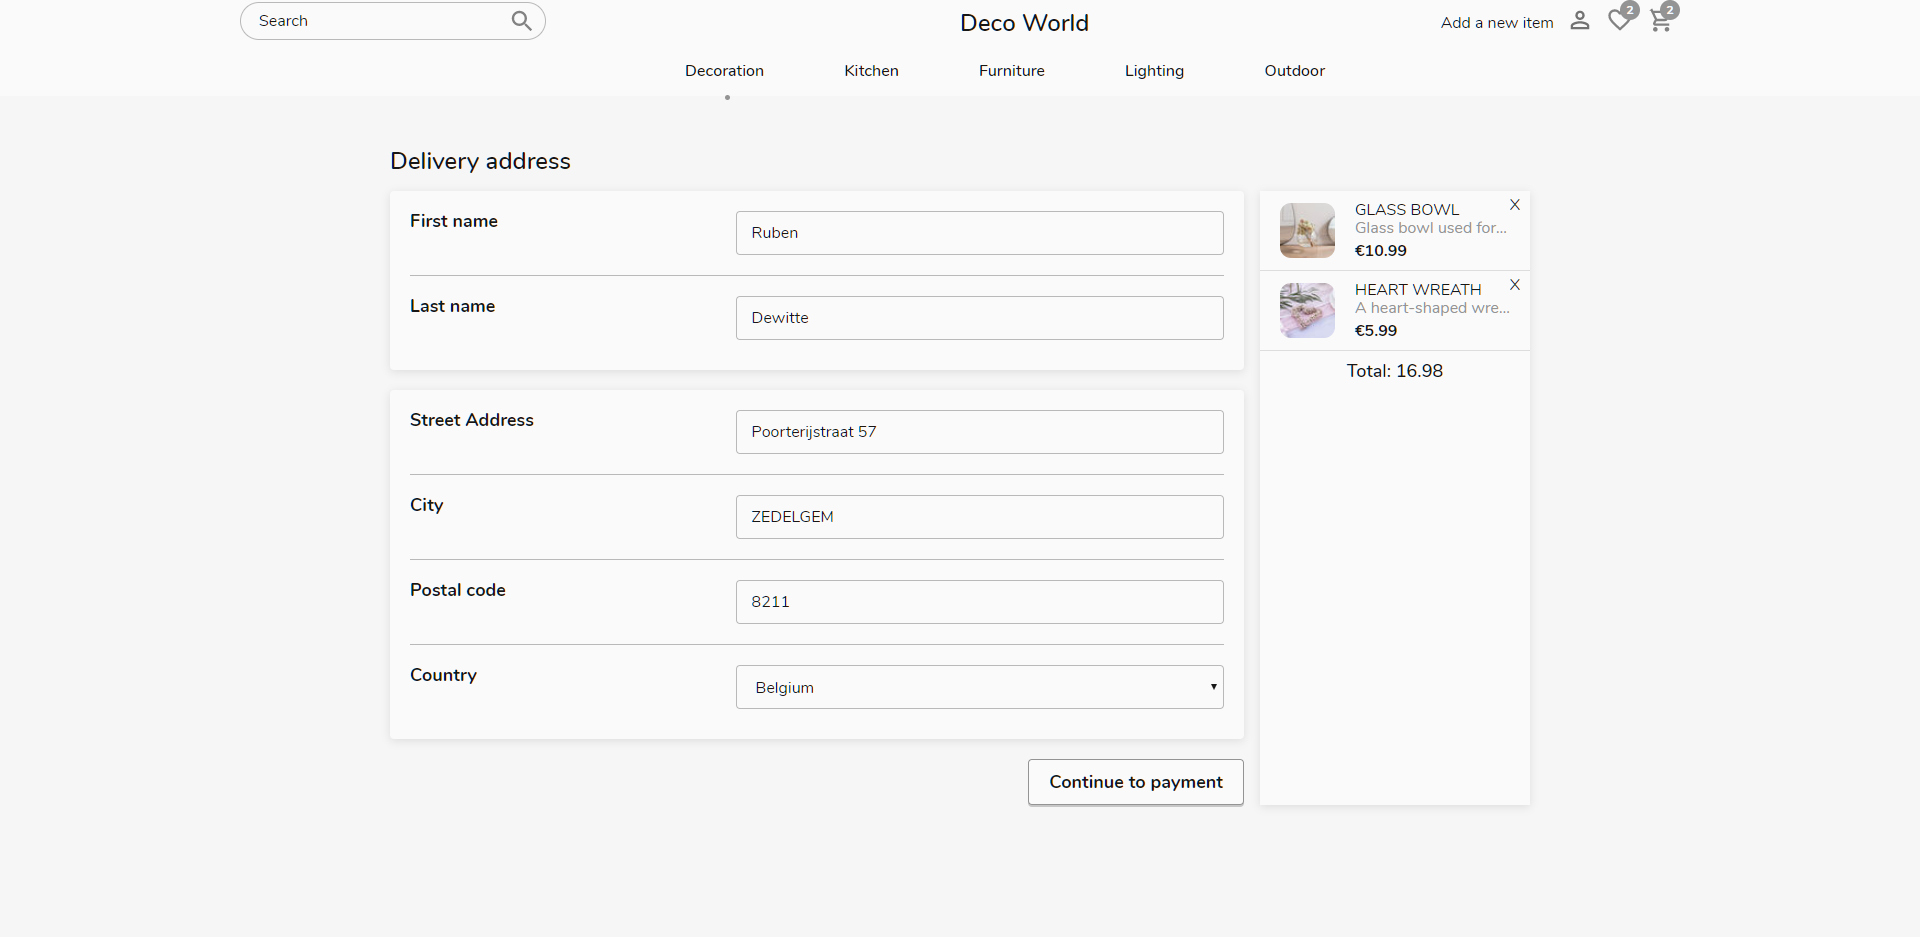 Search
Deco World
Add a new item
2
2
Decoration
Kitchen
Furniture
Lighting
Outdoor
Delivery address
First name
Ruben
Last name
Dewitte
Street Address
Poorterijstraat 57
City
ZEDELGEM
Postal code
8211
Country
Belgium
Continue to payment
GLASS BOWL
X
Glass bowl used for...
€10.99
HEART WREATH
X
A heart-shaped wre...
€5.99
Total: 16.98